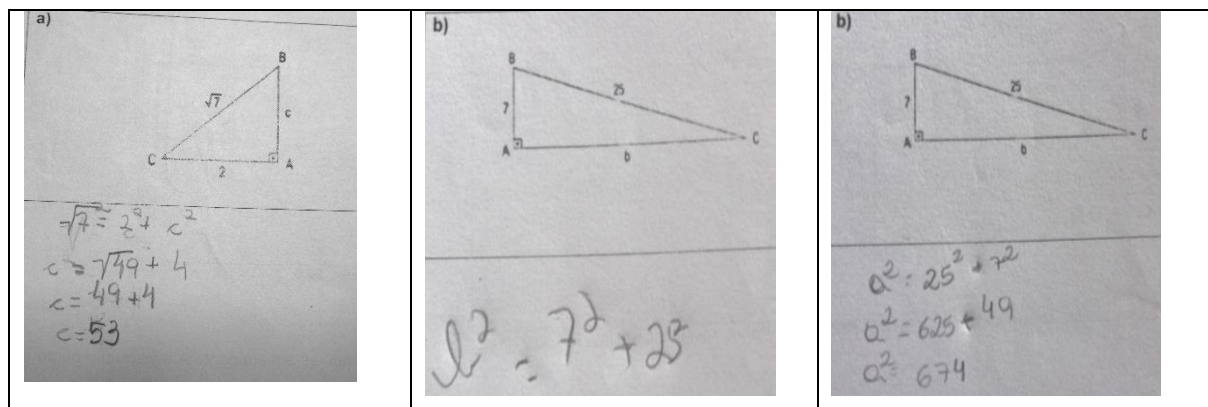 a)
B
√7
c
C
2
A
√7² = 2² + c²
c = √49 + 4
c = 49 + 4
c = 53
b)
B
7
25
A
b
C
b² = 7² + 25²
b)
B
7
25
A
b
C
a² = 25² + 7²
a² = 625 + 49
a² = 674